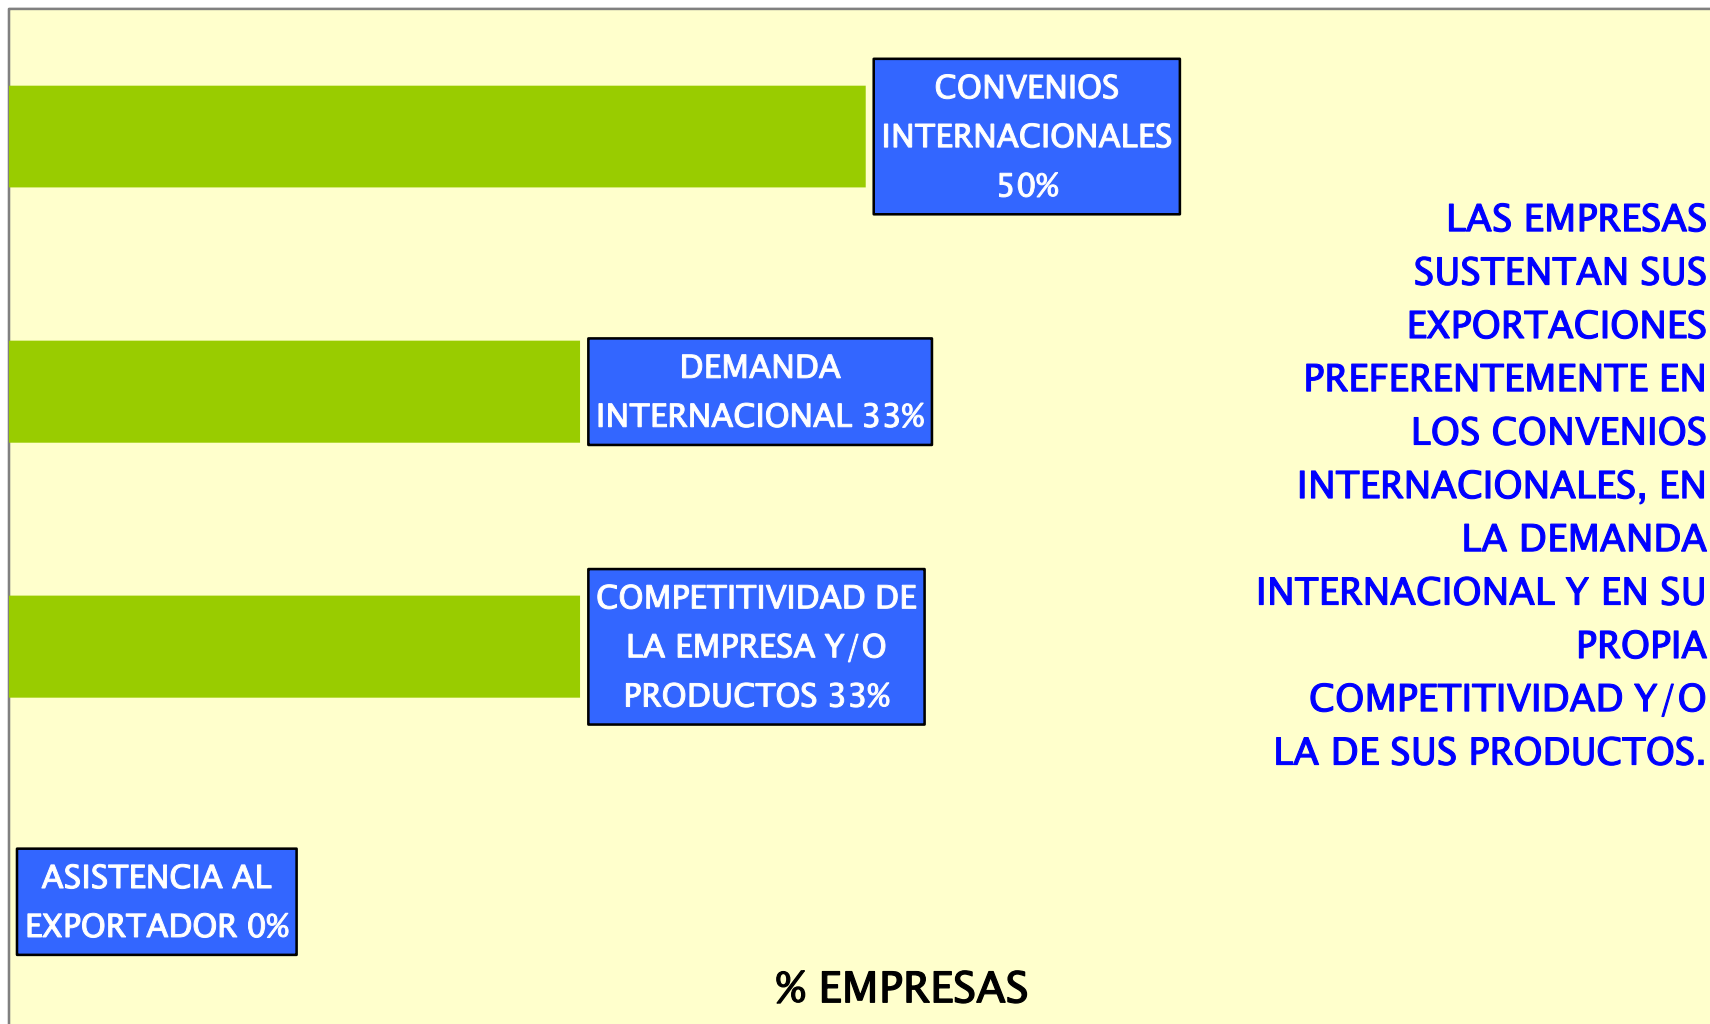 CONVENIOS
INTERNACIONALES
50%
DEMANDA
INTERNACIONAL 33%
COMPETITIVIDAD DE
LA EMPRESA Y/O
PRODUCTOS 33%
ASISTENCIA AL
EXPORTADOR 0%
% EMPRESAS
LAS EMPRESAS
SUSTENTAN SUS
EXPORTACIONES
PREFERENTEMENTE EN
LOS CONVENIOS
INTERNACIONALES, EN
LA DEMANDA
INTERNACIONAL Y EN SU
PROPIA
COMPETITIVIDAD Y/O
LA DE SUS PRODUCTOS.